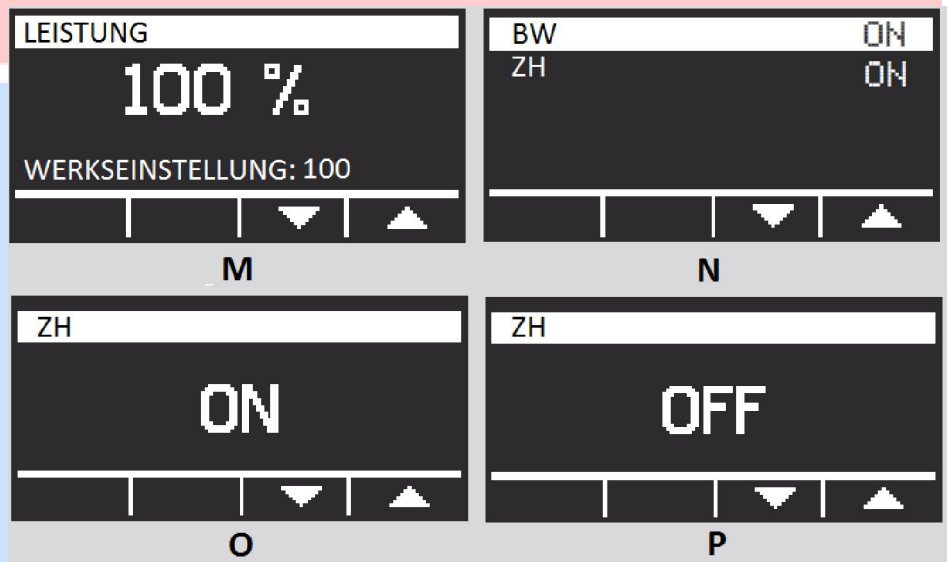 LEISTUNG
100 %
WERKSEINSTELLUNG: 100
M
BW ON
ZH ON
N
ZH
ON
O
ZH
OFF
P